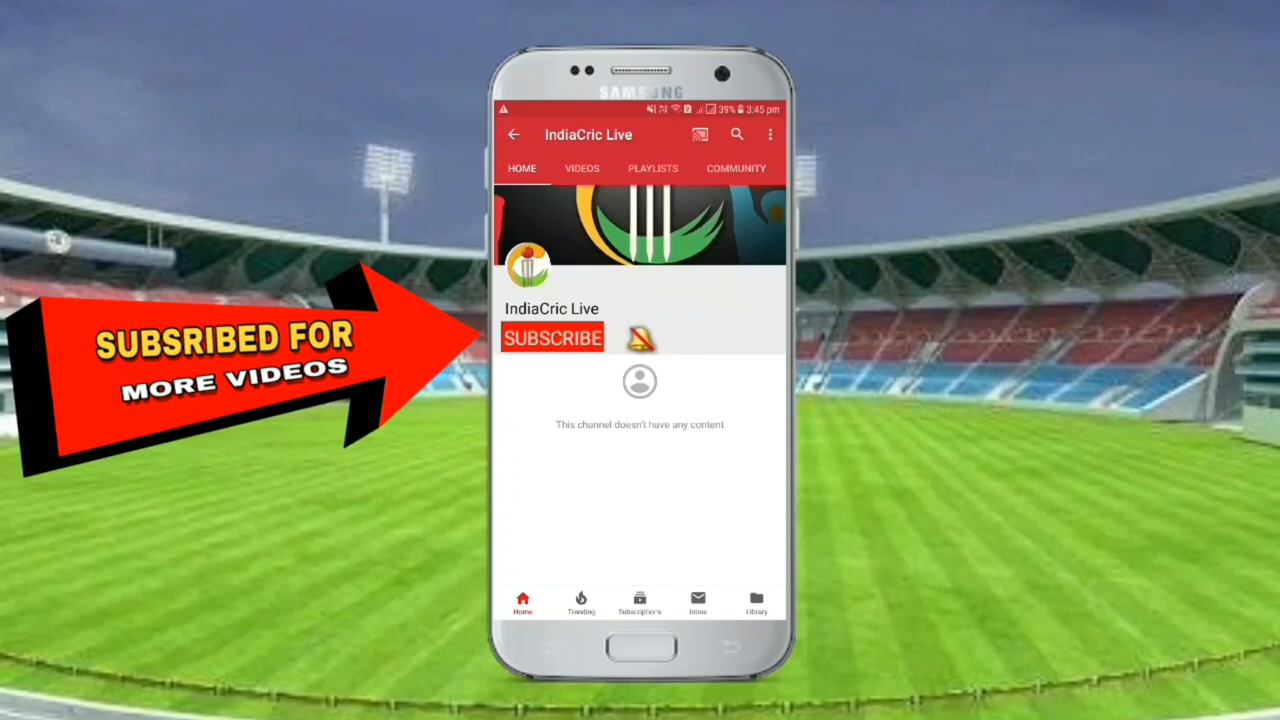 SAMSUNG
39% 3:45 pm
IndiaCric Live
HOME VIDEOS PLAYLISTS COMMUNITY
IndiaCric Live
SUBSCRIBE
SUBSRIBED FOR
MORE VIDEOS
This channel doesn't have any content
Home Trending Subscriptions Inbox Library